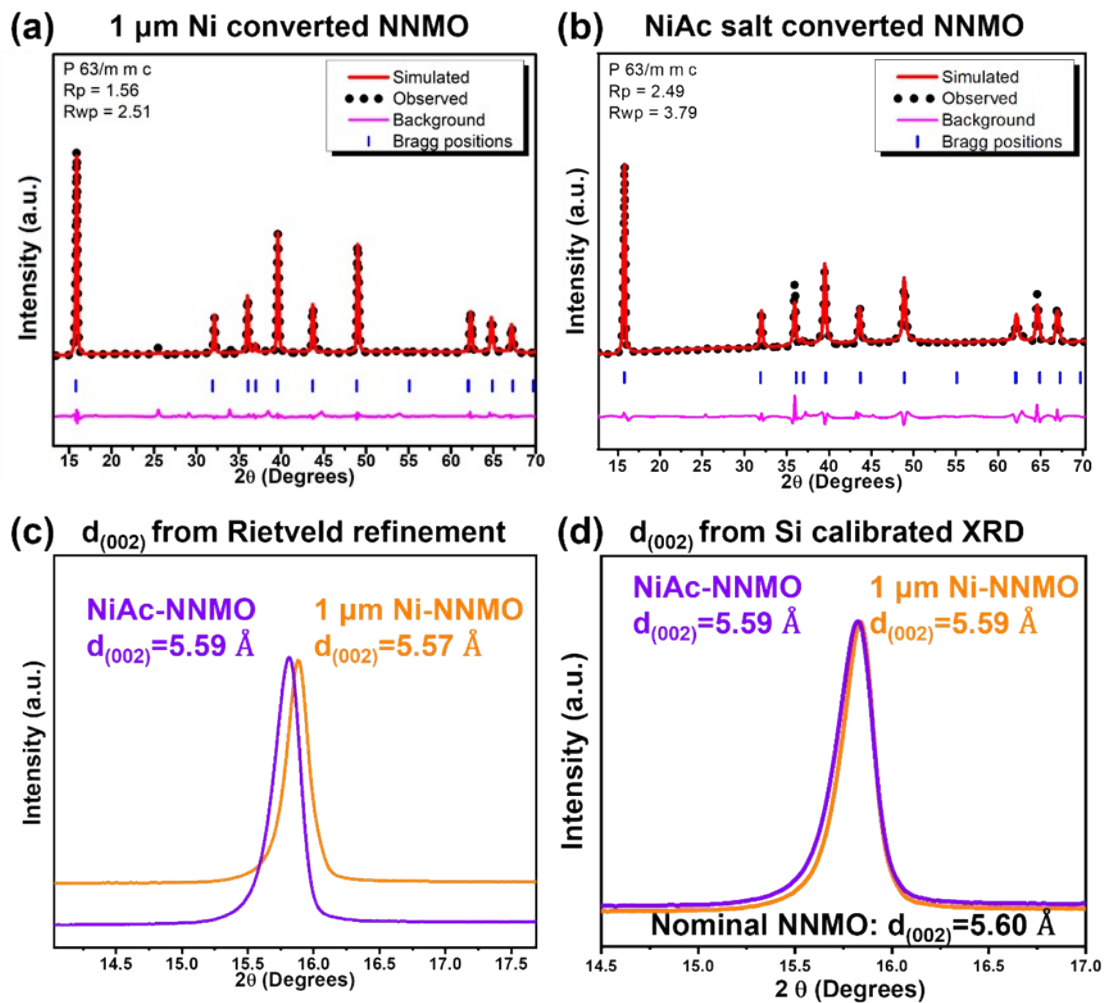 (a) 1 μm Ni converted NNMO
P 63/m m c
Rp = 1.56
Rwp = 2.51
Simulated
Observed
Background
Bragg positions
Intensity (a.u.)
15 20 25 30 35 40 45 50 55 60 65 70
2θ (Degrees)
(b) NiAc salt converted NNMO
P 63/m m c
Rp = 2.49
Rwp = 3.79
Simulated
Observed
Background
Bragg positions
Intensity (a.u.)
15 20 25 30 35 40 45 50 55 60 65 70
2θ (Degrees)
(c) d(002) from Rietveld refinement
NiAc-NNMO
d(002)=5.59 Å
1 μm Ni-NNMO
d(002)=5.57 Å
Intensity (a.u.)
14.5 15.0 15.5 16.0 16.5 17.0 17.5
2θ (Degrees)
(d) d(002) from Si calibrated XRD
NiAc-NNMO
d(002)=5.59 Å
1 μm Ni-NNMO
d(002)=5.59 Å
Intensity (a.u.)
Nominal NNMO: d(002)=5.60 Å
14.5 15.0 15.5 16.0 16.5 17.0
2 θ (Degrees)